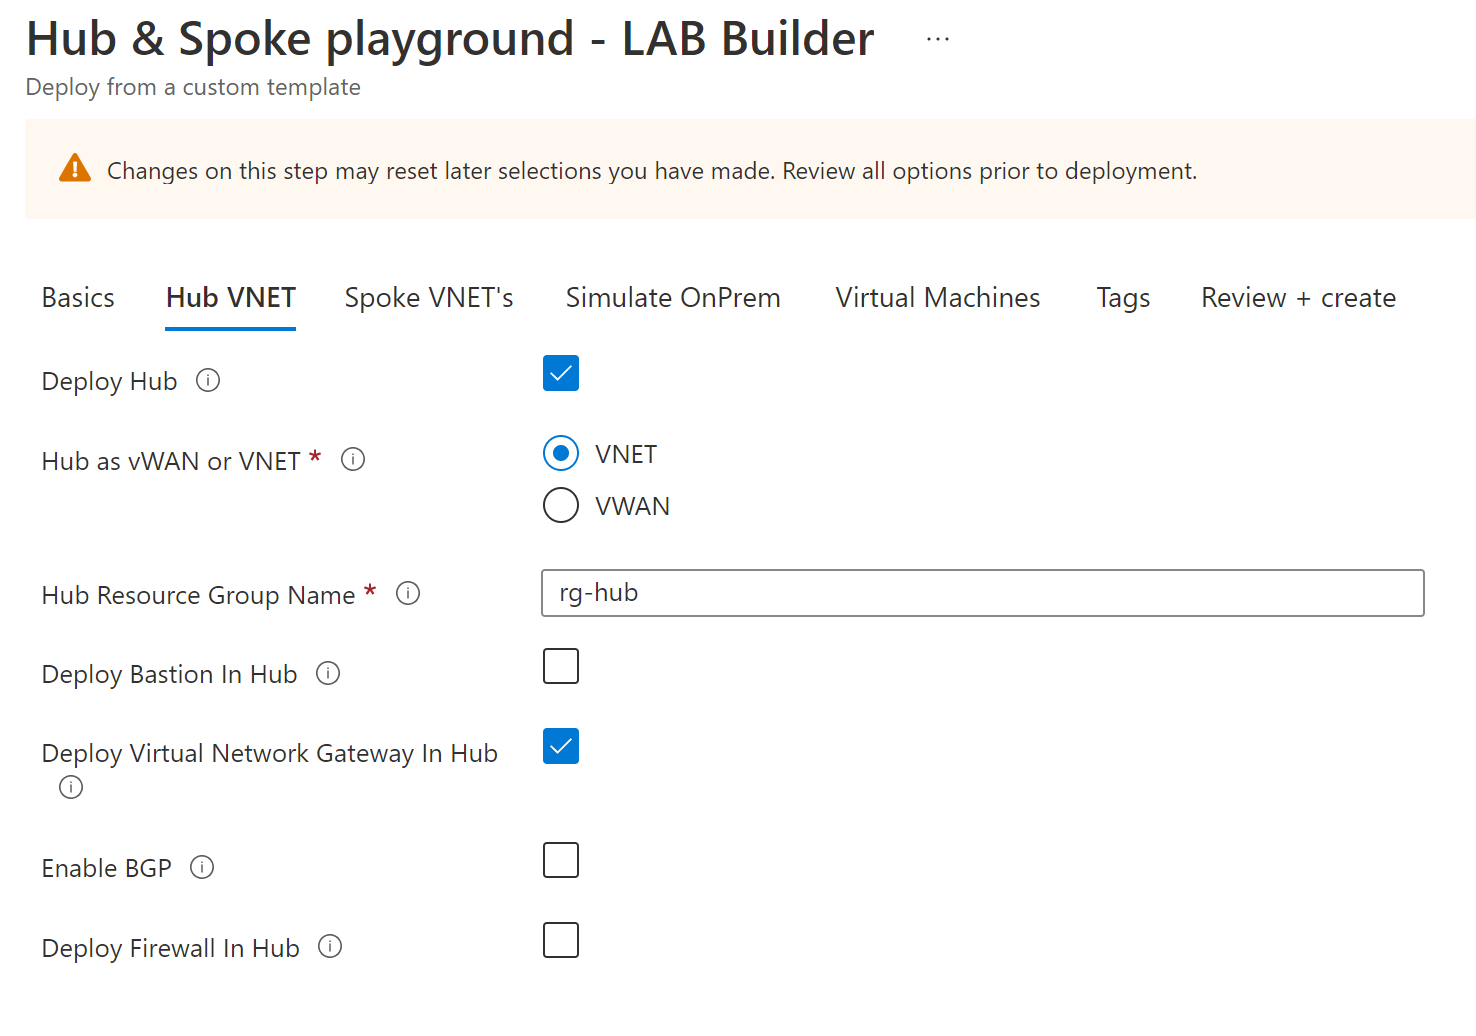 Hub & Spoke playground - LAB Builder ...
Deploy from a custom template
Changes on this step may reset later selections you have made. Review all options prior to deployment.
Basics Hub VNET Spoke VNET's Simulate OnPrem Virtual Machines Tags Review + create
Deploy Hub
Hub as vWAN or VNET * VNET
VWAN
Hub Resource Group Name * rg-hub
Deploy Bastion In Hub
Deploy Virtual Network Gateway In Hub
Enable BGP
Deploy Firewall In Hub